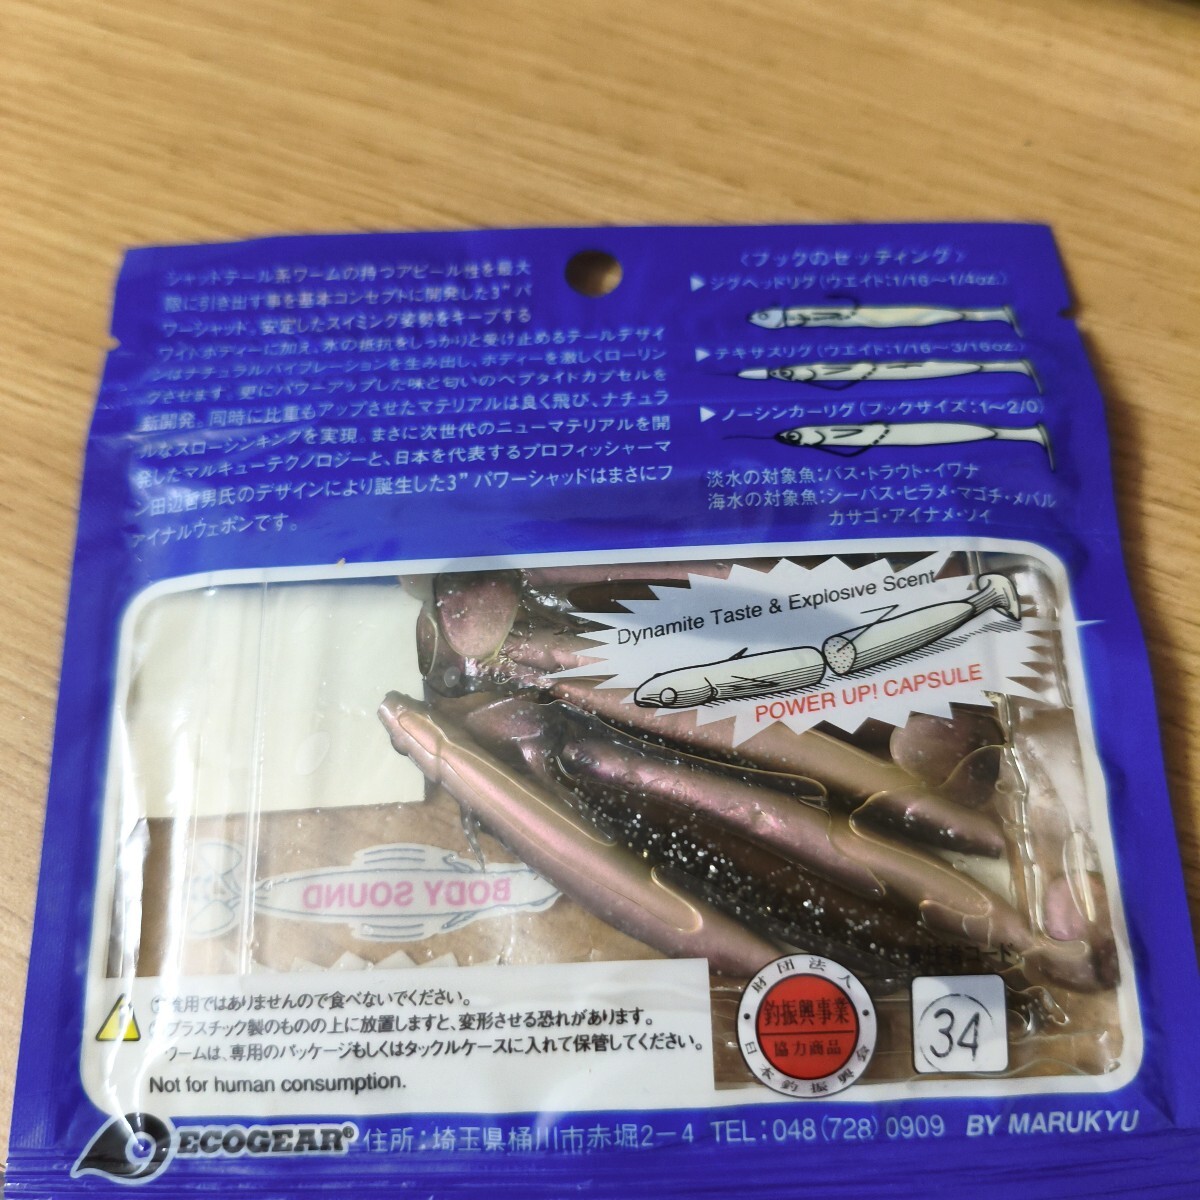 シャッドテール系ワームの持つアピール性を最大
限に引き出す事を基本コンセプトに開発した3”パ
ワーシャッド。安定したスイミング姿勢をキープする
ワイドボディーに加え、水の抵抗をしっかりと受け止めるテールデザイ
ンはナチュラルバイブレーションを生み出し、ボディーを激しくローリン
グさせます。更にパワーアップした味と匂いのペプタイドカプセルを
新開発。同時に比重もアップさせたマテリアルは良く飛び、ナチュラ
ルなスローシンキングを実現。まさに次世代のニューマテリアルを開
発したマルキューテクノロジーと、日本を代表するプロフィッシャーマ
ン田辺哲男氏のデザインにより誕生した3”パワーシャッドはまさにフ
ァイナルウェポンです。
〈フックのセッティング〉
▶ジグヘッドリグ(ウエイト:1/16〜1/4oz.)
▶テキサスリグ(ウエイト:1/16〜3/16oz.)
▶ノーシンカーリグ(フックサイズ:1〜2/0)
淡水の対象魚:バス・トラウト・イワナ
海水の対象魚:シーバス・ヒラメ・マゴチ・メバル
カサゴ・アイナメ・ソイ
Dynamite Taste & Explosive Scent
POWER UP! CAPSULE
BODY SOUND
食用ではありませんので食べないでください。
プラスチック製のものの上に放置しますと、変形させる恐れがあります。
ワームは、専用のパッケージもしくはタックルケースに入れて保管してください。
Not for human consumption.
財団法人
釣振興事業
協力商品
日本釣振興会
コード
34
ECOGEAR®
住所:埼玉県桶川市赤堀2−4 TEL:048(728)0909 BY MARUKYU